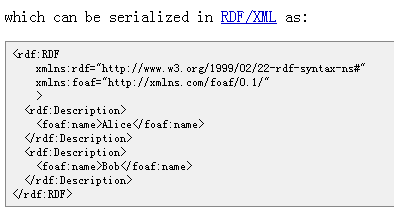 which can be serialized in RDF/XML as:
<rdf:RDF
    xmlns:rdf="http://www.w3.org/1999/02/22-rdf-syntax-ns#"
    xmlns:foaf="http://xmlns.com/foaf/0.1/"
    >
  <rdf:Description>
    <foaf:name>Alice</foaf:name>
  </rdf:Description>
  <rdf:Description>
    <foaf:name>Bob</foaf:name>
  </rdf:Description>
</rdf:RDF>